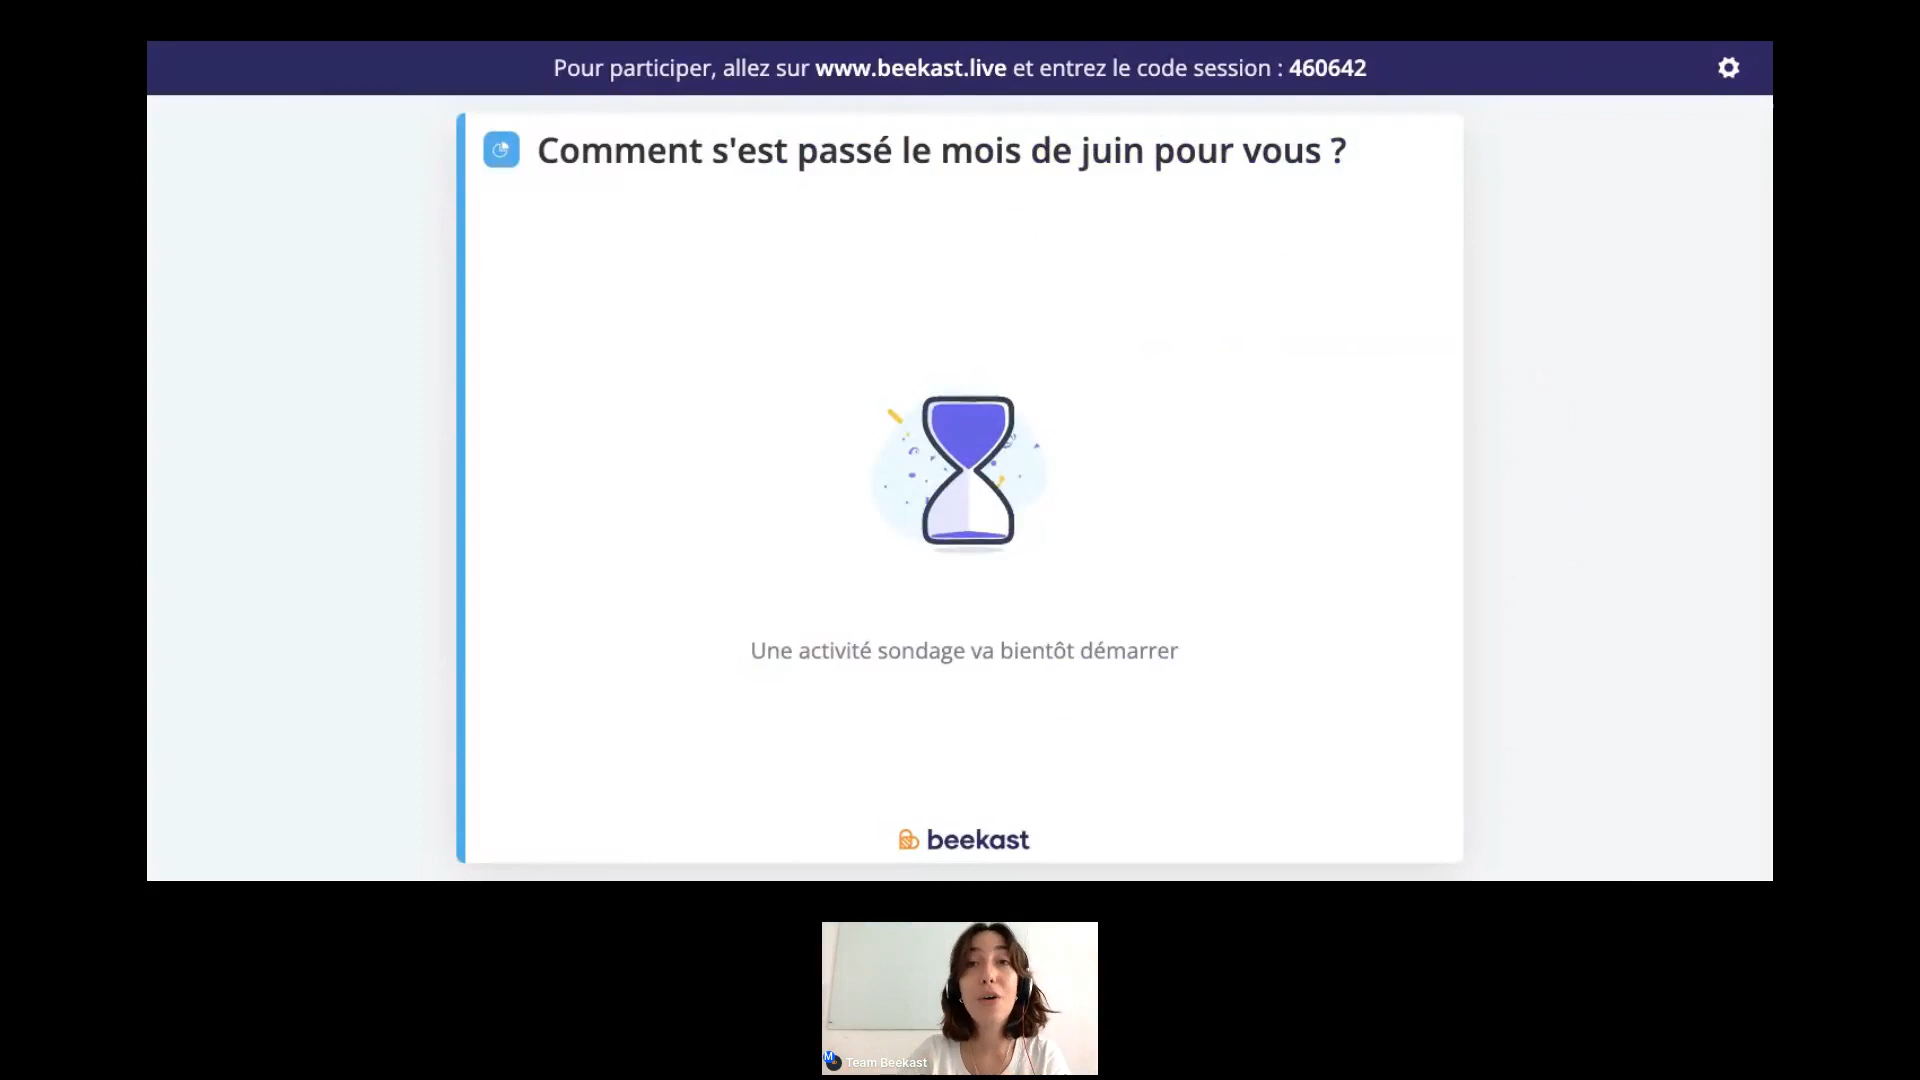 Pour participer, allez sur www.beekast.live et entrez le code session : 460642
Comment s'est passé le mois de juin pour vous ?
Une activité sondage va bientôt démarrer
beekast
M
Team Beekast